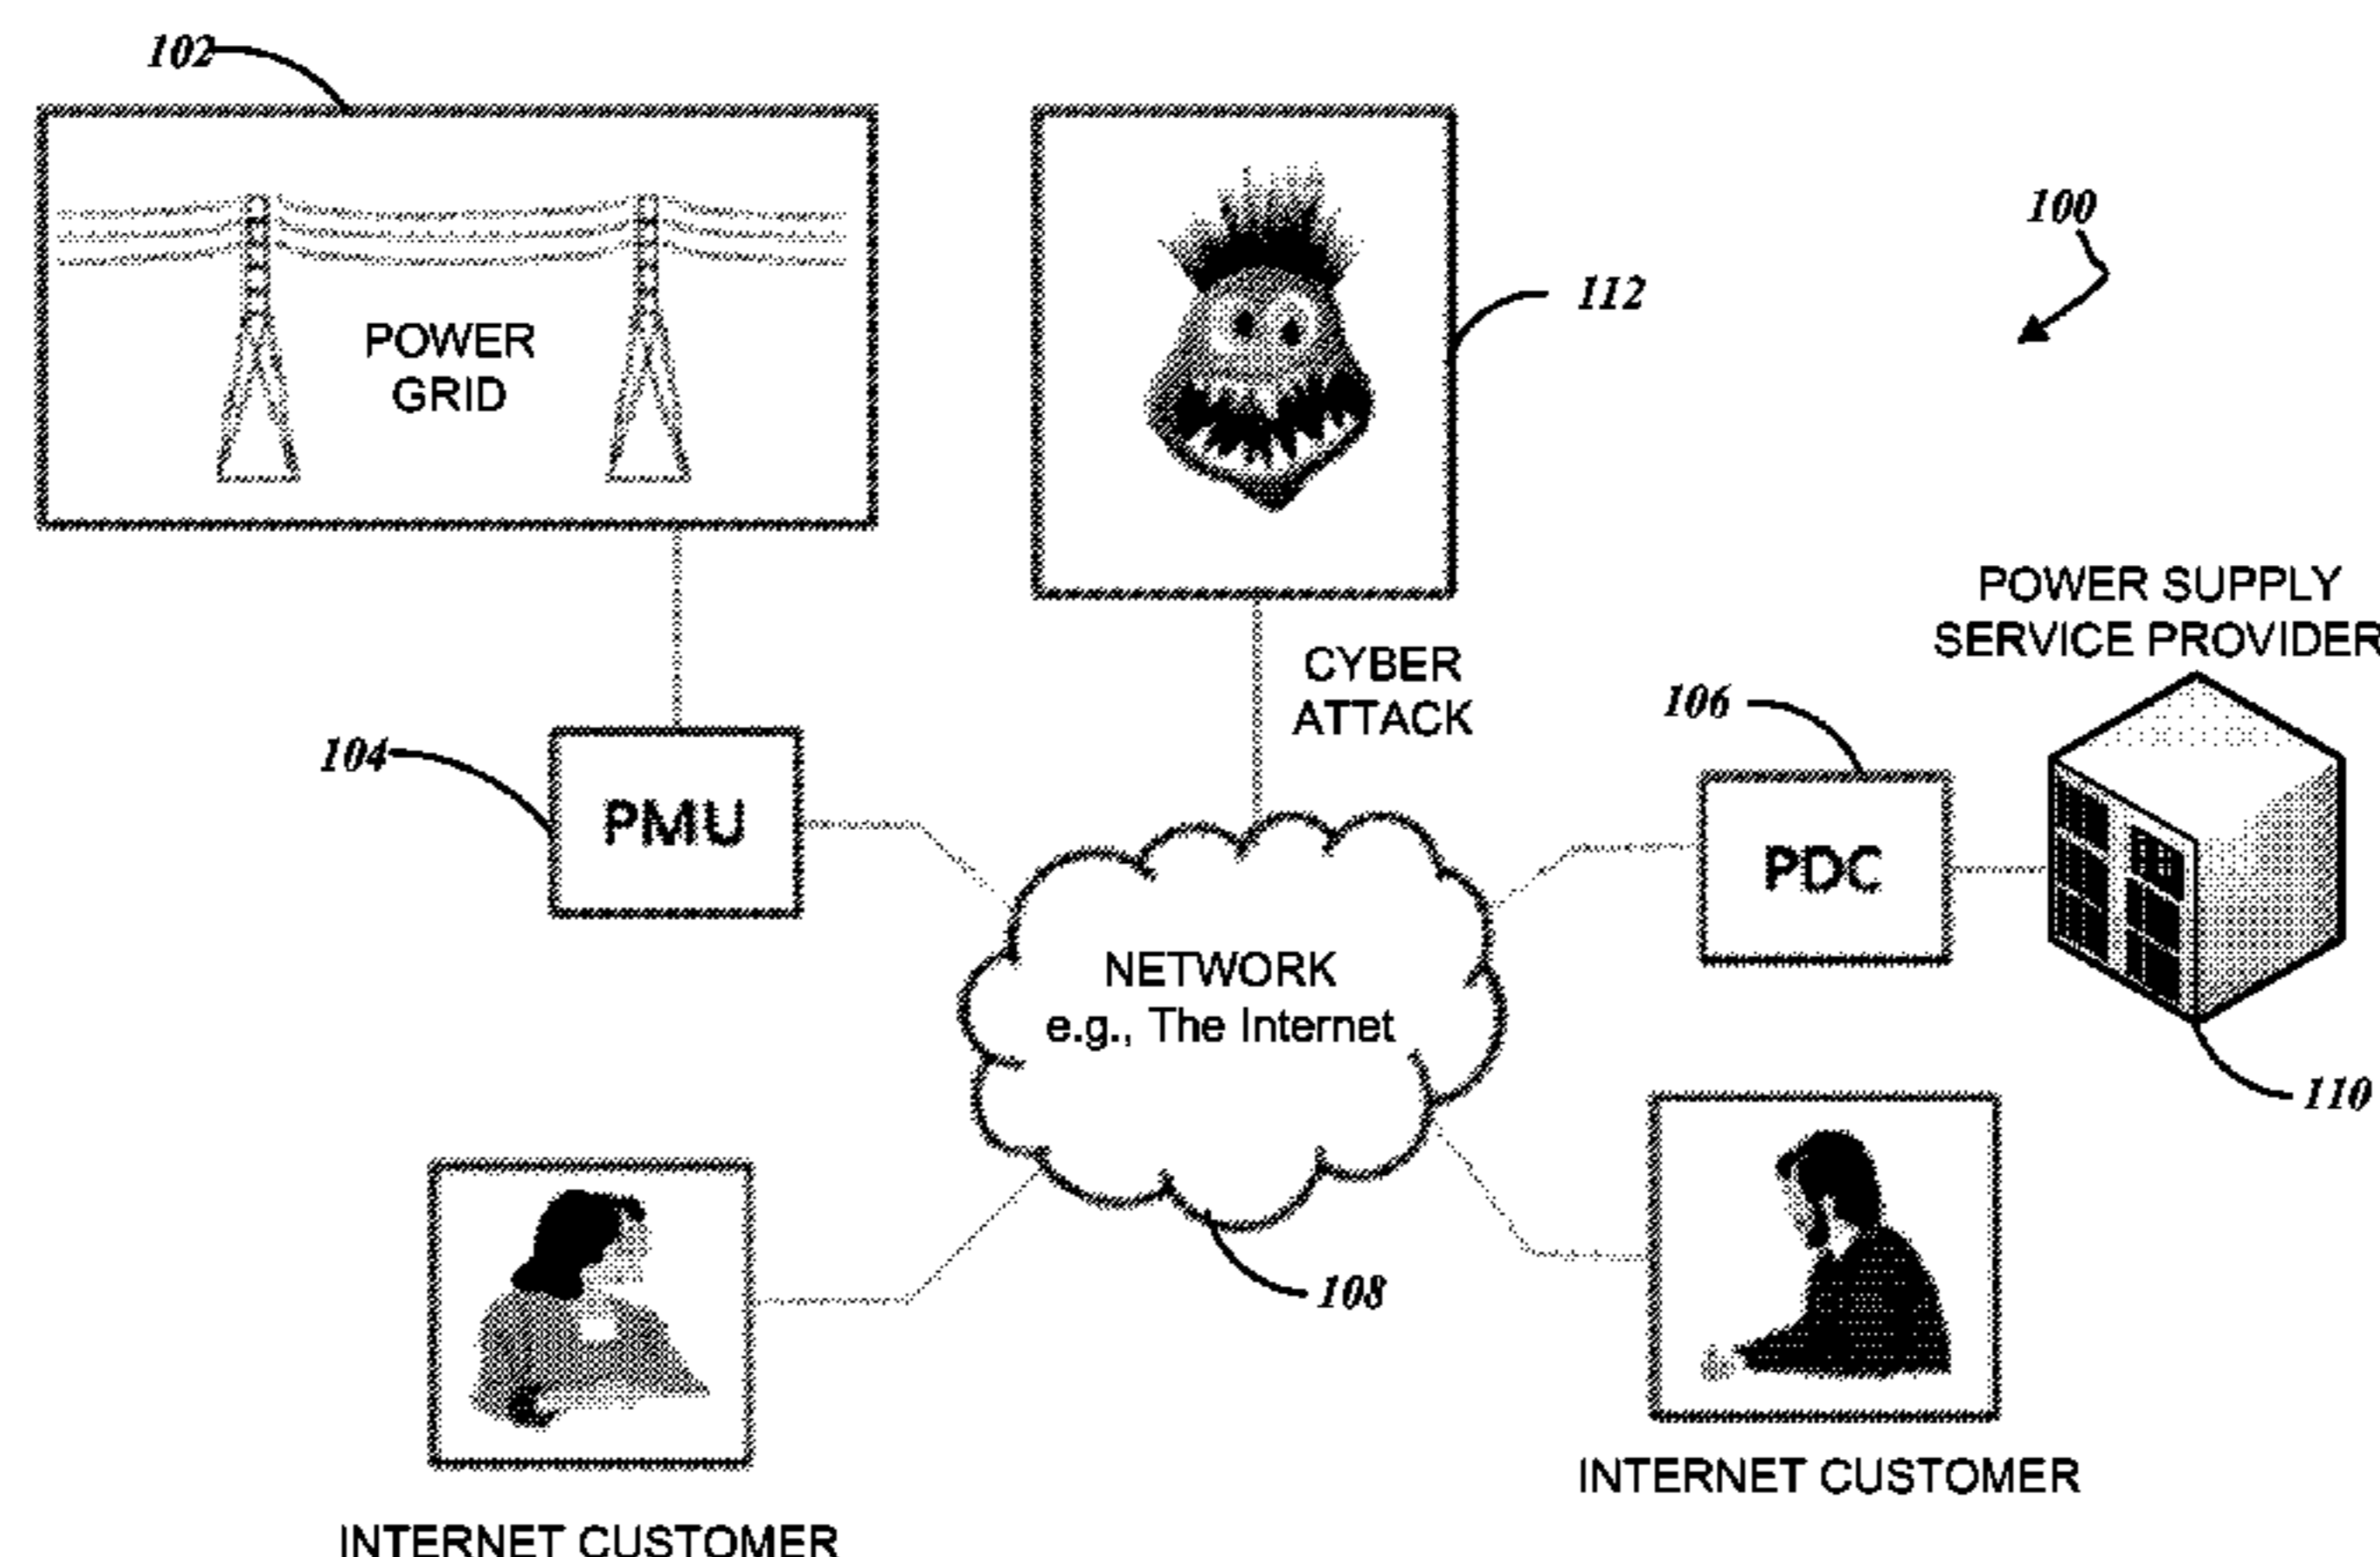 102
100
112
POWER
GRID
POWER SUPPLY
SERVICE PROVIDER
CYBER
ATTACK
106
104
PMU
PDC
NETWORK
e.g., The Internet
110
108
INTERNET CUSTOMER
INTERNET CUSTOMER